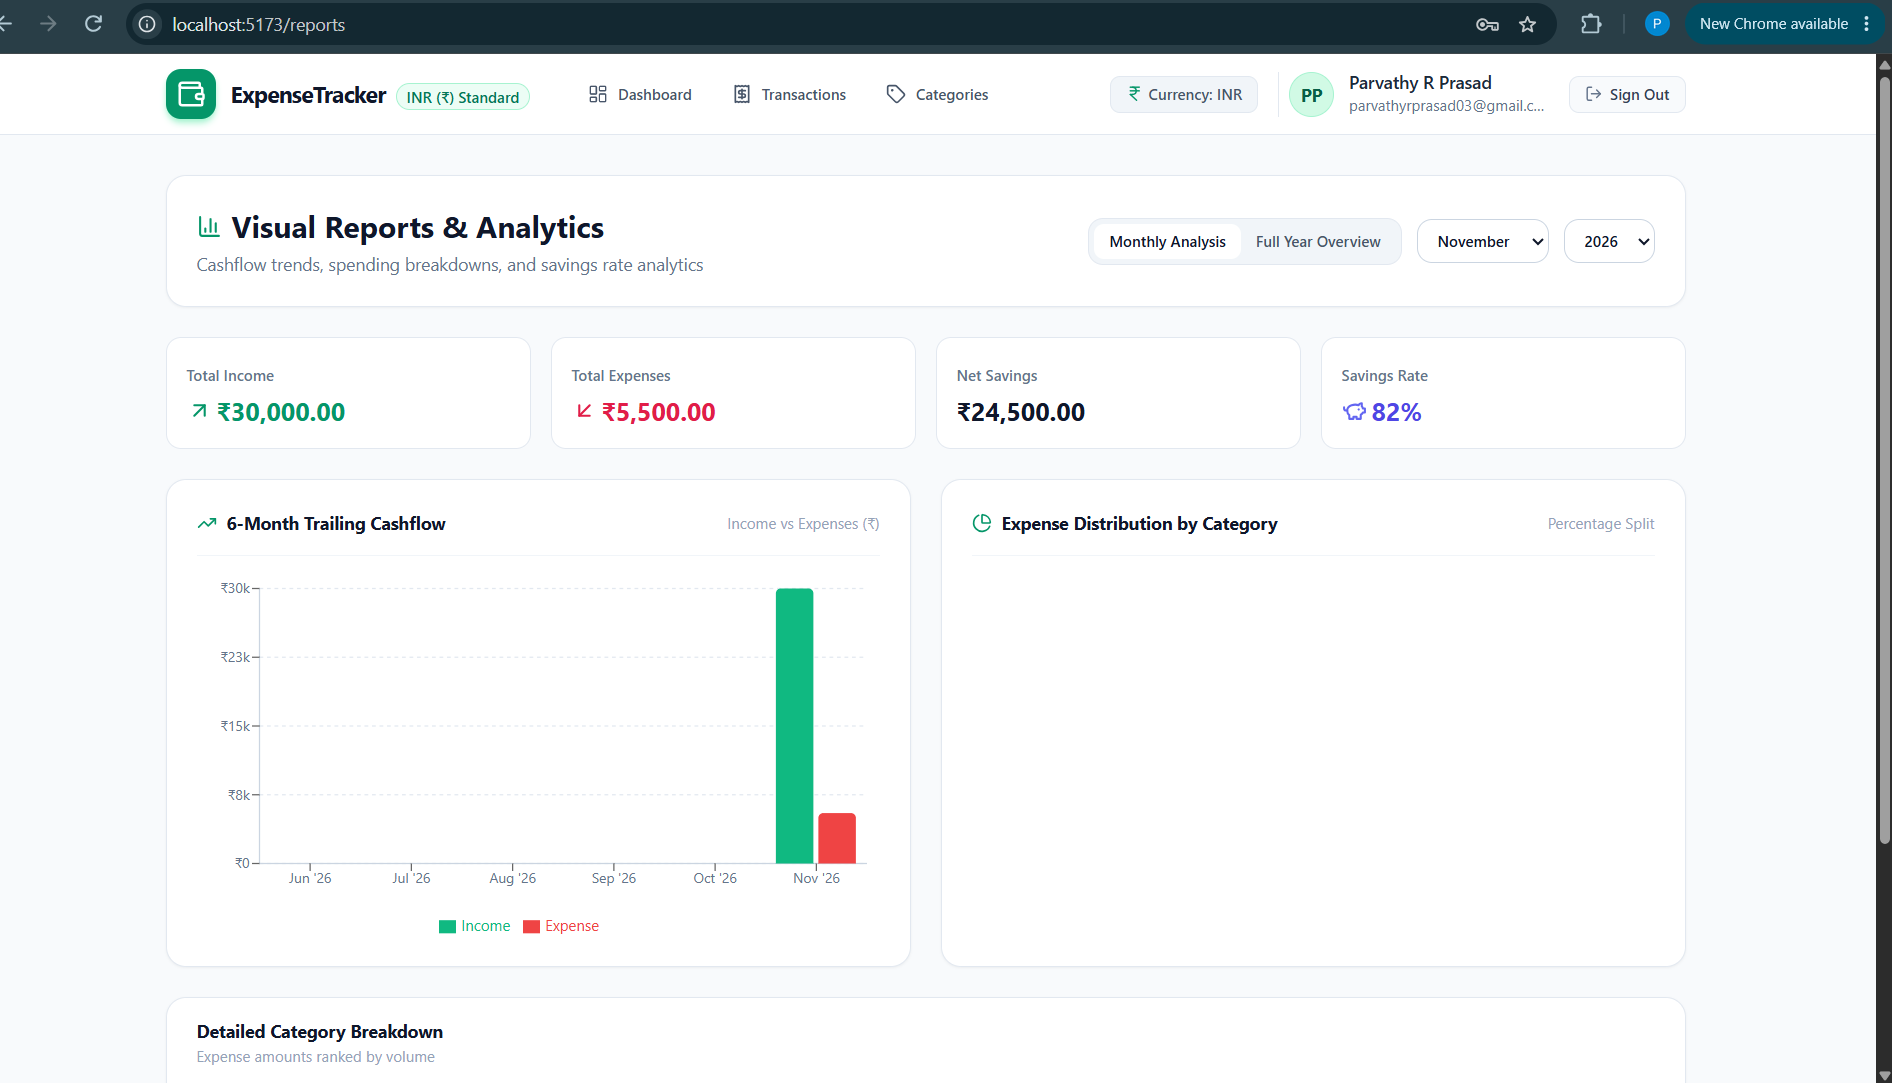 localhost:5173/reports
P
New Chrome available
ExpenseTracker
INR (₹) Standard
Dashboard
Transactions
Categories
₹ Currency: INR
PP
Parvathy R Prasad
parvathyrprasad03@gmail.c...
Sign Out
Visual Reports & Analytics
Cashflow trends, spending breakdowns, and savings rate analytics
Monthly Analysis
Full Year Overview
November
2026
Total Income
₹30,000.00
Total Expenses
₹5,500.00
Net Savings
₹24,500.00
Savings Rate
82%
6-Month Trailing Cashflow
Income vs Expenses (₹)
₹30k
₹23k
₹15k
₹8k
₹0
Jun '26
Jul '26
Aug '26
Sep '26
Oct '26
Nov '26
Income
Expense
Expense Distribution by Category
Percentage Split
Detailed Category Breakdown
Expense amounts ranked by volume